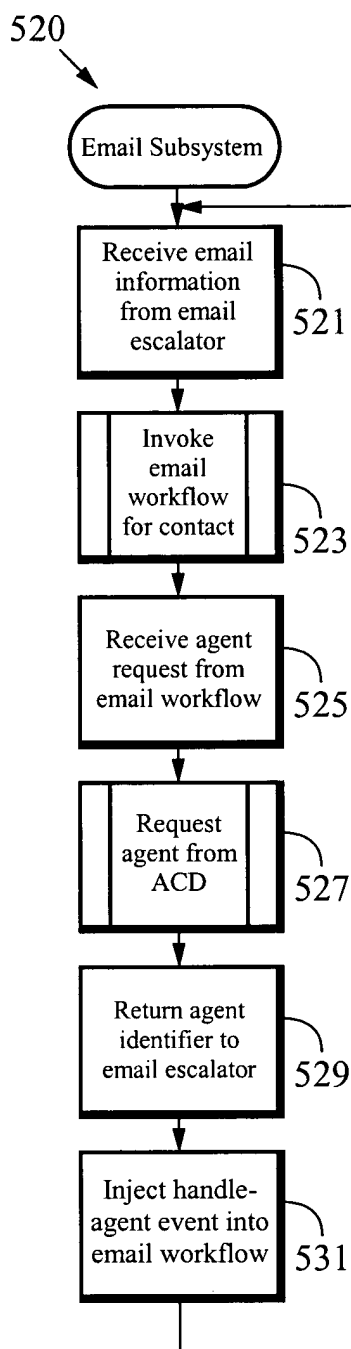 520
Email Subsystem
Receive email
information
from email
escalator
521
Invoke
email
workflow
for contact
523
Receive agent
request from
email workflow
525
Request
agent from
ACD
527
Return agent
identifier to
email escalator
529
Inject handle-
agent event into
email workflow
531